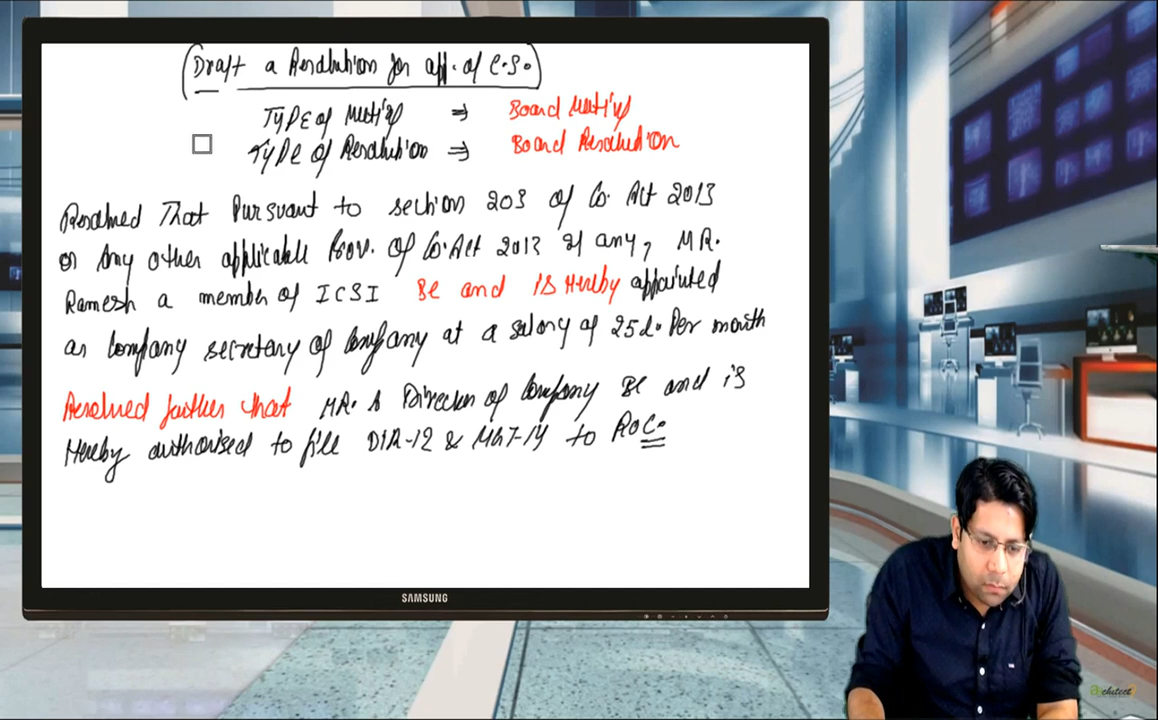 Draft a Resolution for app. of C.S.
TYPE of Meeting ⇒ Board Meeting
TYPE of Resolution ⇒ Board Resolution
Resolved That Pursuant to section 203 of Co. Act 2013
or Any other applicable Prov. of Co. Act 2013 if any, MR.
Ramesh a member of ICSI Be and is Hereby appointed
as Company secretary of Company at a salary of 25L. Per month
Resolved further that MR. A Director of Company Be and is
Hereby authorised to file DIR-12 & MGT-14 to ROC.
SAMSUNG